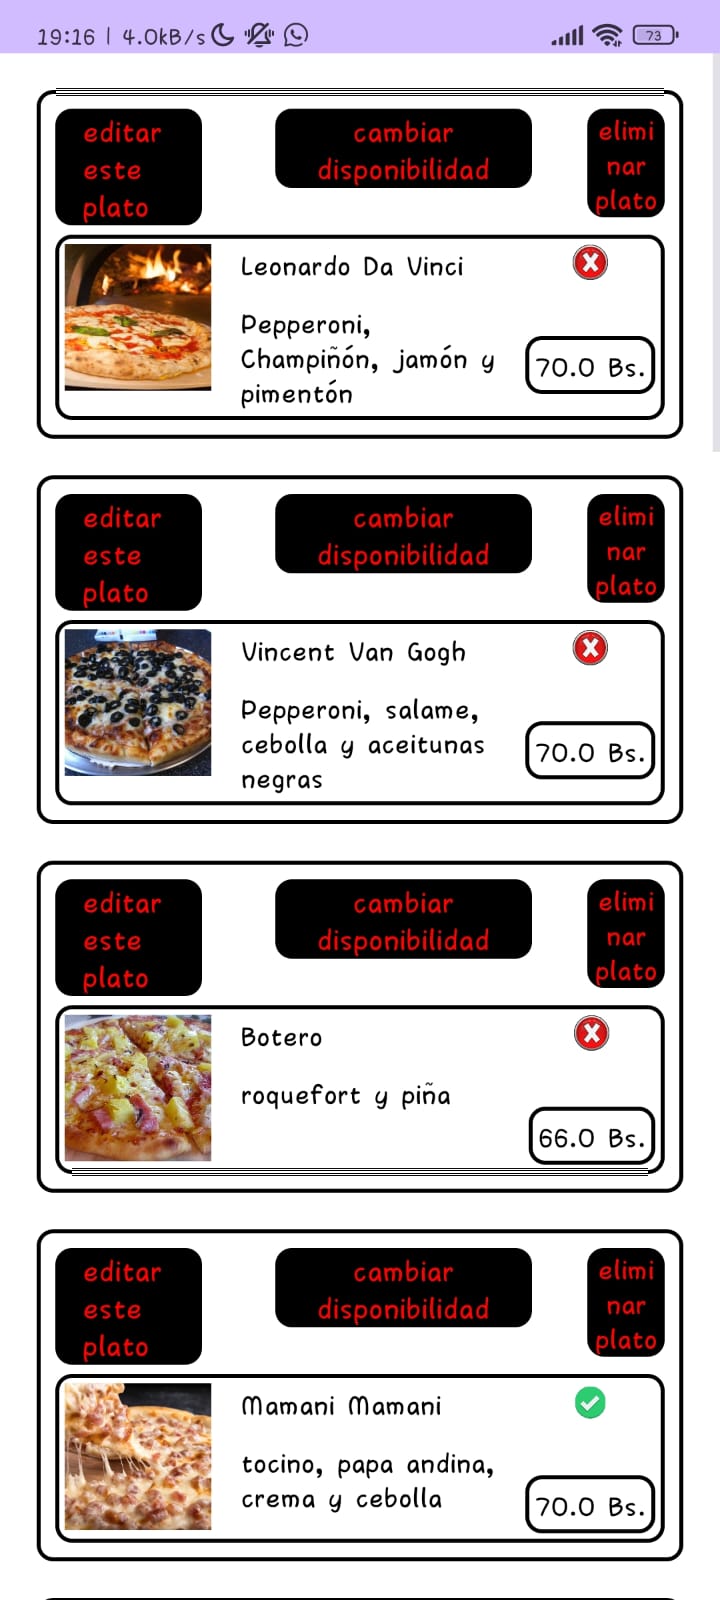 19:16 | 4.0kB/s
73
editar
este
plato
cambiar
disponibilidad
elimi
nar
plato
Leonardo Da Vinci
Pepperoni,
Champiñón, jamón y
pimentón
70.0 Bs.
editar
este
plato
cambiar
disponibilidad
elimi
nar
plato
Vincent Van Gogh
Pepperoni, salame,
cebolla y aceitunas
negras
70.0 Bs.
editar
este
plato
cambiar
disponibilidad
elimi
nar
plato
Botero
roquefort y piña
66.0 Bs.
editar
este
plato
cambiar
disponibilidad
elimi
nar
plato
Mamani Mamani
tocino, papa andina,
crema y cebolla
70.0 Bs.